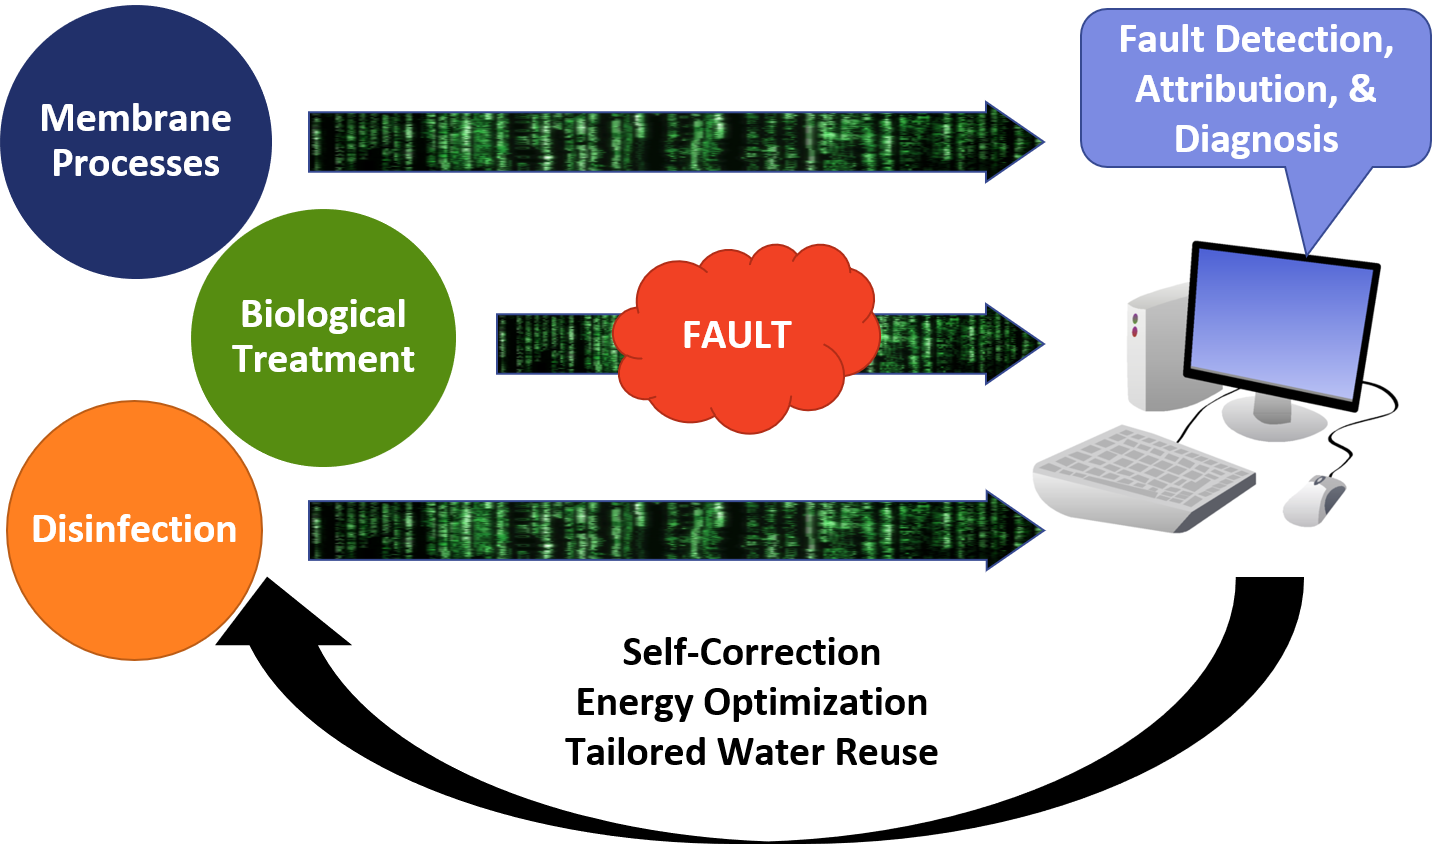 Membrane
Processes
Fault Detection,
Attribution, &
Diagnosis
Biological
Treatment
FAULT
Disinfection
Self-Correction
Energy Optimization
Tailored Water Reuse